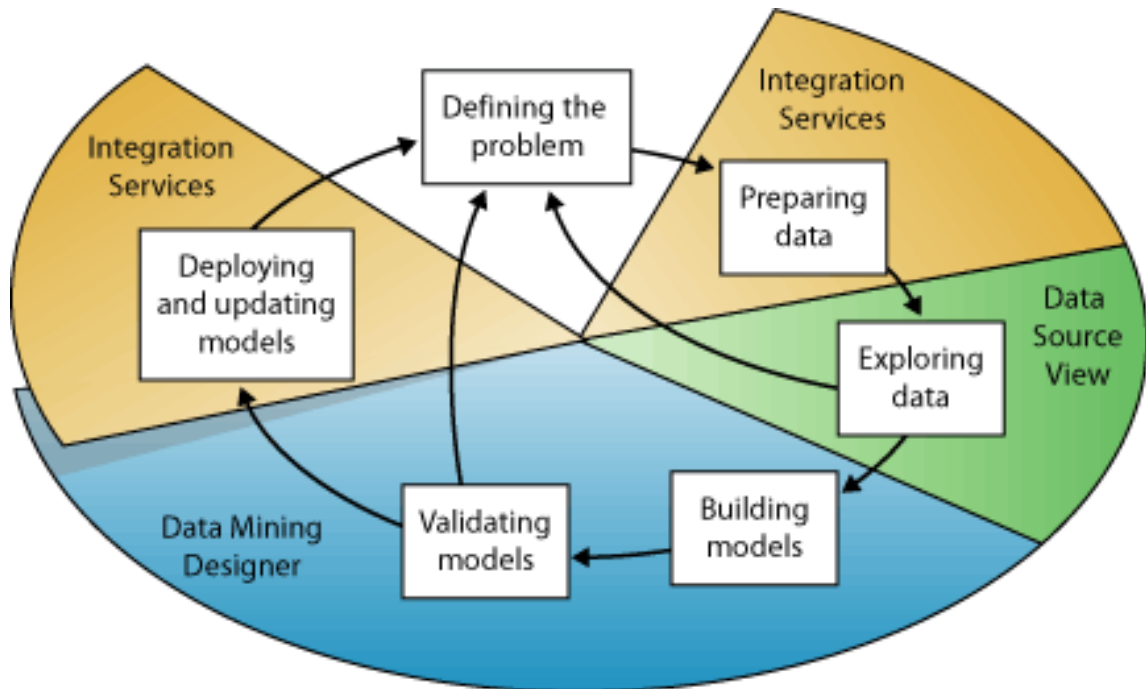 Defining the
problem
Integration
Services
Preparing
data
Data
Source
View
Exploring
data
Building
models
Validating
models
Data Mining
Designer
Deploying
and updating
models
Integration
Services